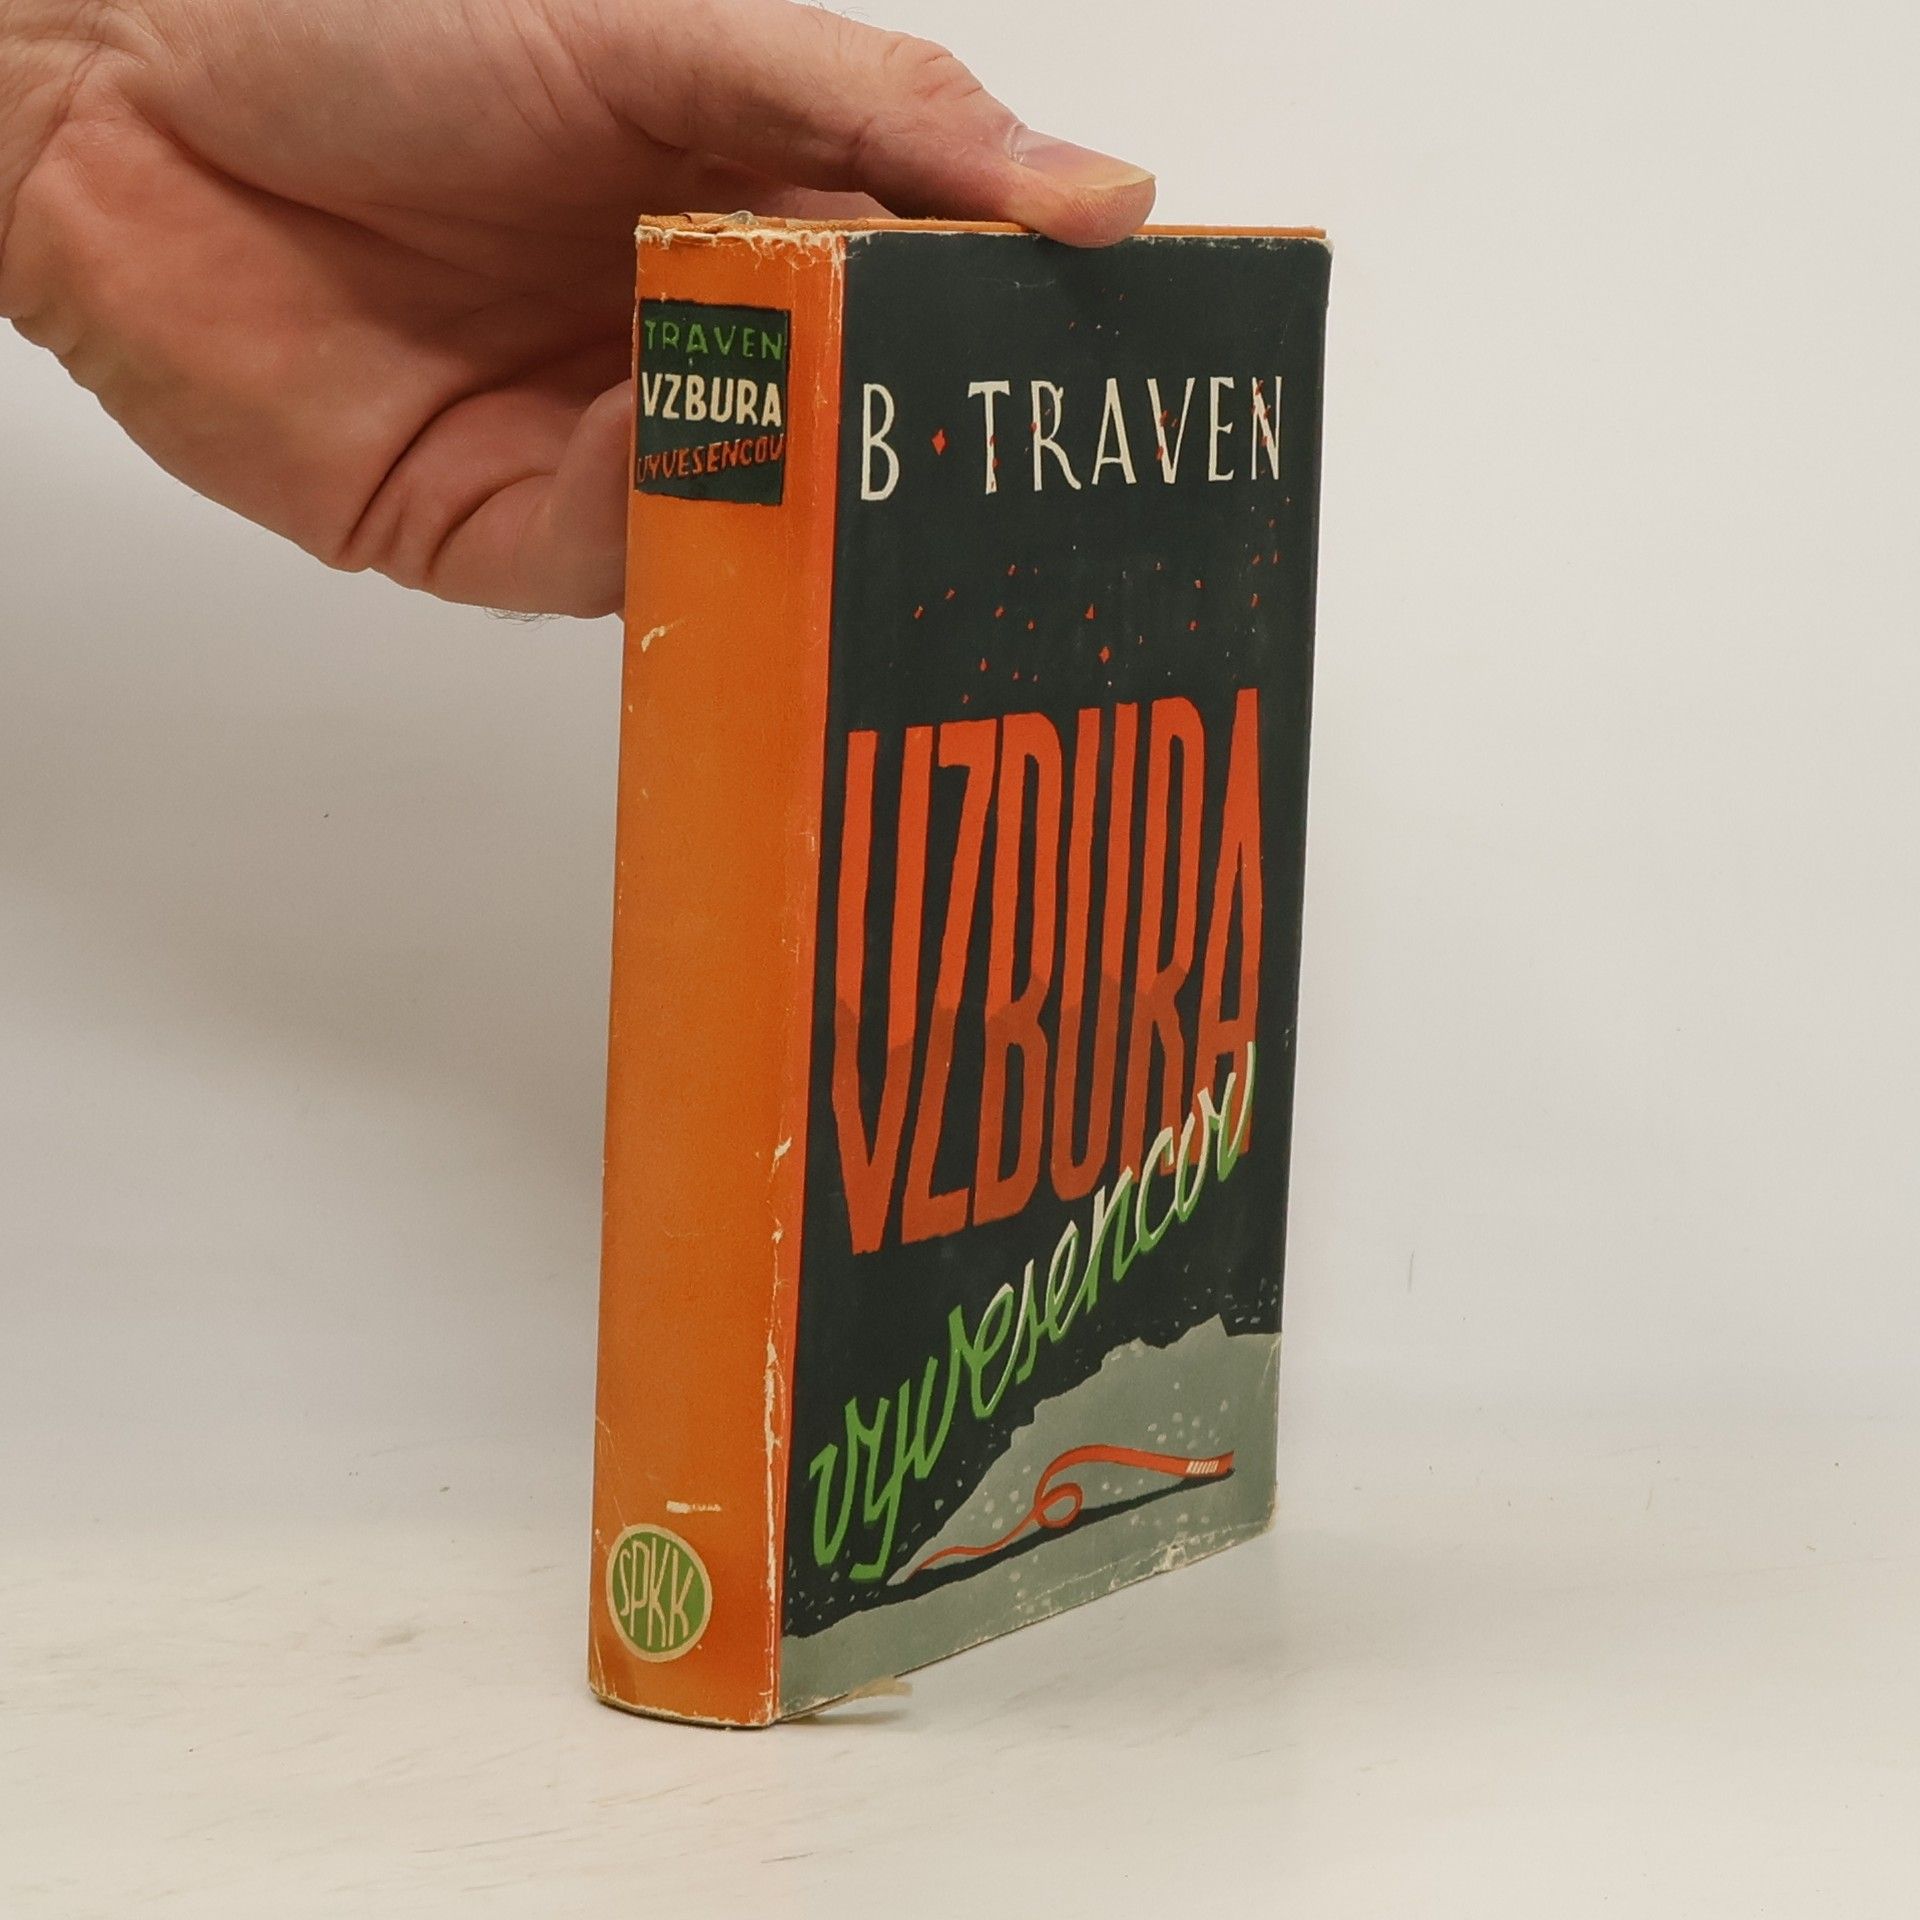 TRAVEN
VZBURA
VYVESENCOV
SPKK
B · TRAVEN
VZBURA
vyvesencov